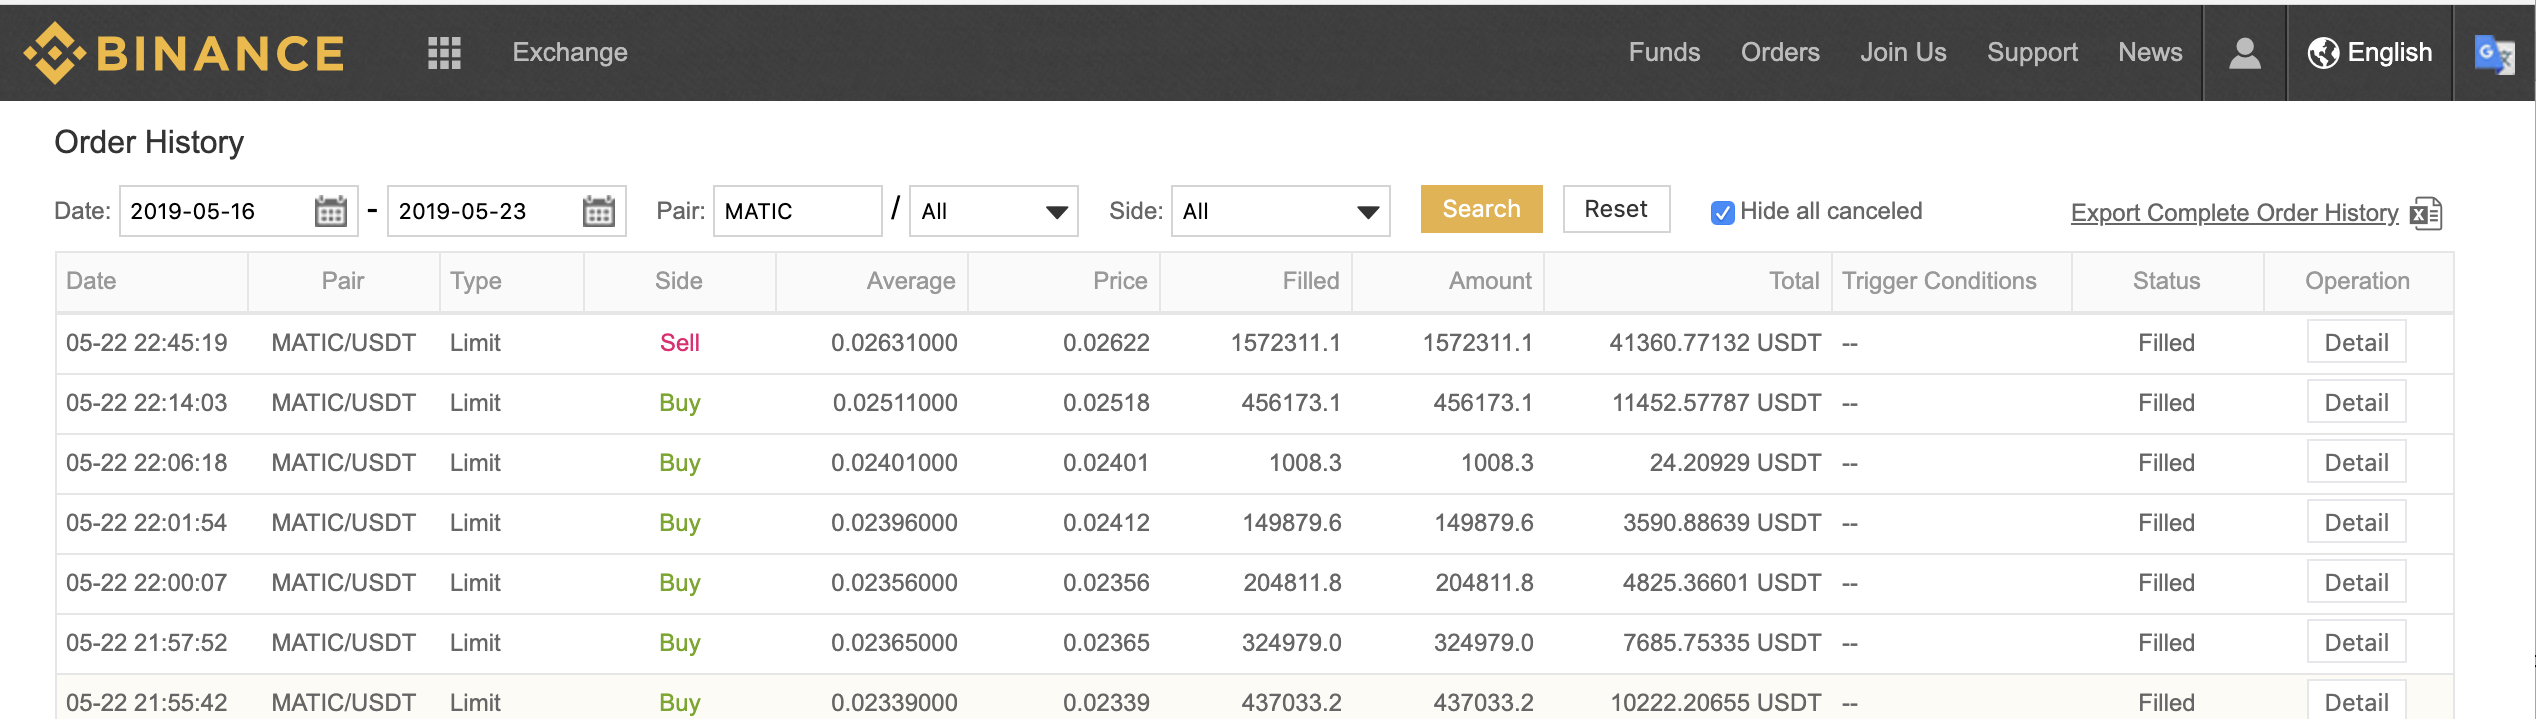 BINANCE Exchange Funds Orders Join Us Support News English
Order History
Date: 2019-05-16 - 2019-05-23 Pair: MATIC / All Side: All Search Reset Hide all canceled Export Complete Order History
Date Pair Type Side Average Price Filled Amount Total Trigger Conditions Status Operation
05-22 22:45:19 MATIC/USDT Limit Sell 0.02631000 0.02622 1572311.1 1572311.1 41360.77132 USDT -- Filled Detail
05-22 22:14:03 MATIC/USDT Limit Buy 0.02511000 0.02518 456173.1 456173.1 11452.57787 USDT -- Filled Detail
05-22 22:06:18 MATIC/USDT Limit Buy 0.02401000 0.02401 1008.3 1008.3 24.20929 USDT -- Filled Detail
05-22 22:01:54 MATIC/USDT Limit Buy 0.02396000 0.02412 149879.6 149879.6 3590.88639 USDT -- Filled Detail
05-22 22:00:07 MATIC/USDT Limit Buy 0.02356000 0.02356 204811.8 204811.8 4825.36601 USDT -- Filled Detail
05-22 21:57:52 MATIC/USDT Limit Buy 0.02365000 0.02365 324979.0 324979.0 7685.75335 USDT -- Filled Detail
05-22 21:55:42 MATIC/USDT Limit Buy 0.02339000 0.02339 437033.2 437033.2 10222.20655 USDT -- Filled Detail